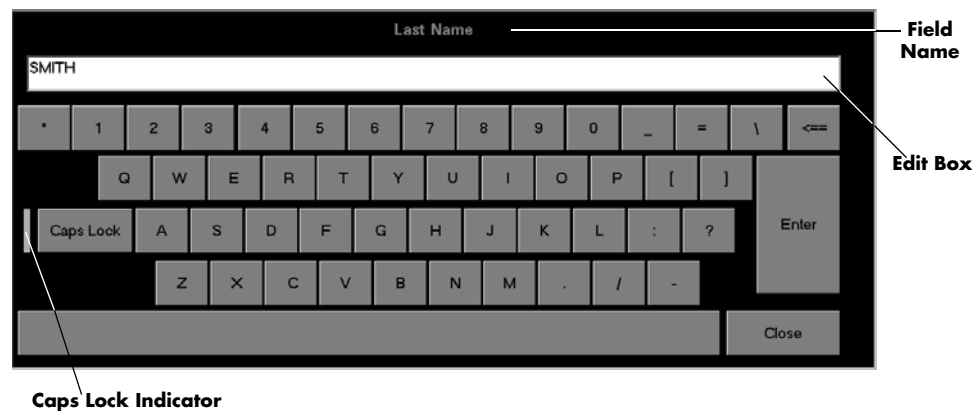 Last Name
Field
Name
SMITH
* 1 2 3 4 5 6 7 8 9 0 _ = \ <==
Edit Box
Q W E R T Y U I O P [ ]
Caps Lock A S D F G H J K L : ? Enter
Z X C V B N M . / -
Close
Caps Lock Indicator